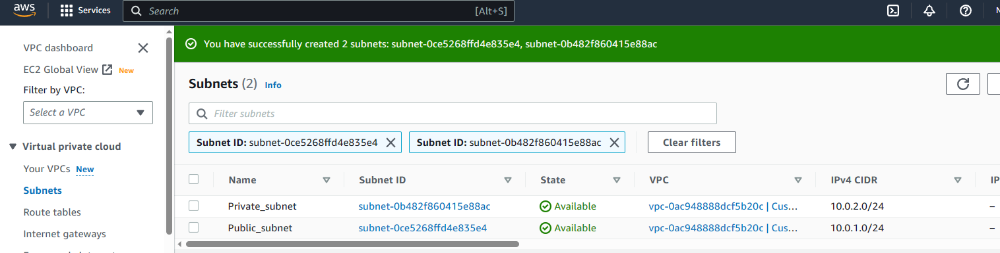 aws Services Search [Alt+S]
You have successfully created 2 subnets: subnet-0ce5268ffd4e835e4, subnet-0b482f860415e88ac
VPC dashboard
EC2 Global View New
Filter by VPC:
Select a VPC
Virtual private cloud
Your VPCs New
Subnets
Route tables
Internet gateways
Subnets (2) Info
Filter subnets
Subnet ID: subnet-0ce5268ffd4e835e4 Subnet ID: subnet-0b482f860415e88ac Clear filters
Name Subnet ID State VPC IPv4 CIDR
Private_subnet subnet-0b482f860415e88ac Available vpc-0ac948888dcf5b20c | Cus... 10.0.2.0/24 –
Public_subnet subnet-0ce5268ffd4e835e4 Available vpc-0ac948888dcf5b20c | Cus... 10.0.1.0/24 –